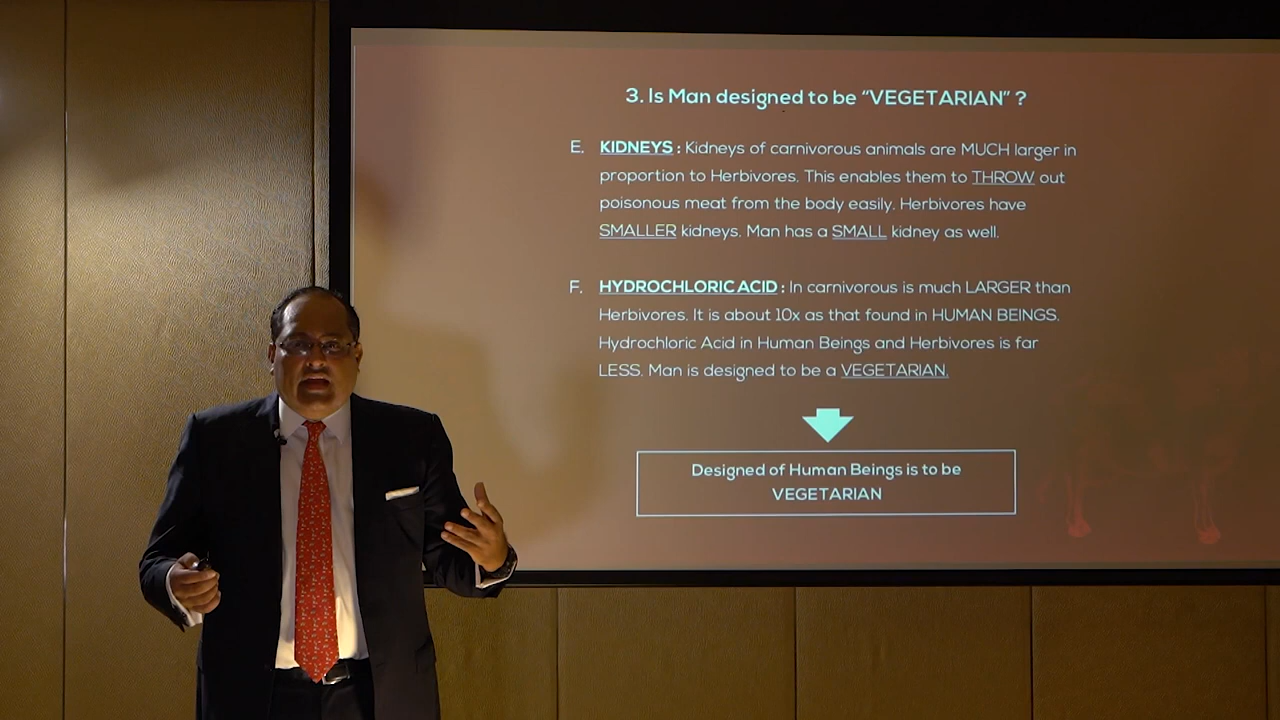 3. Is Man designed to be “VEGETARIAN” ?
E. KIDNEYS : Kidneys of carnivorous animals are MUCH larger in
proportion to Herbivores. This enables them to THROW out
poisonous meat from the body easily. Herbivores have
SMALLER kidneys. Man has a SMALL kidney as well.
F. HYDROCHLORIC ACID : In carnivorous is much LARGER than
Herbivores. It is about 10x as that found in HUMAN BEINGS.
Hydrochloric Acid in Human Beings and Herbivores is far
LESS. Man is designed to be a VEGETARIAN.
Designed of Human Beings is to be
VEGETARIAN